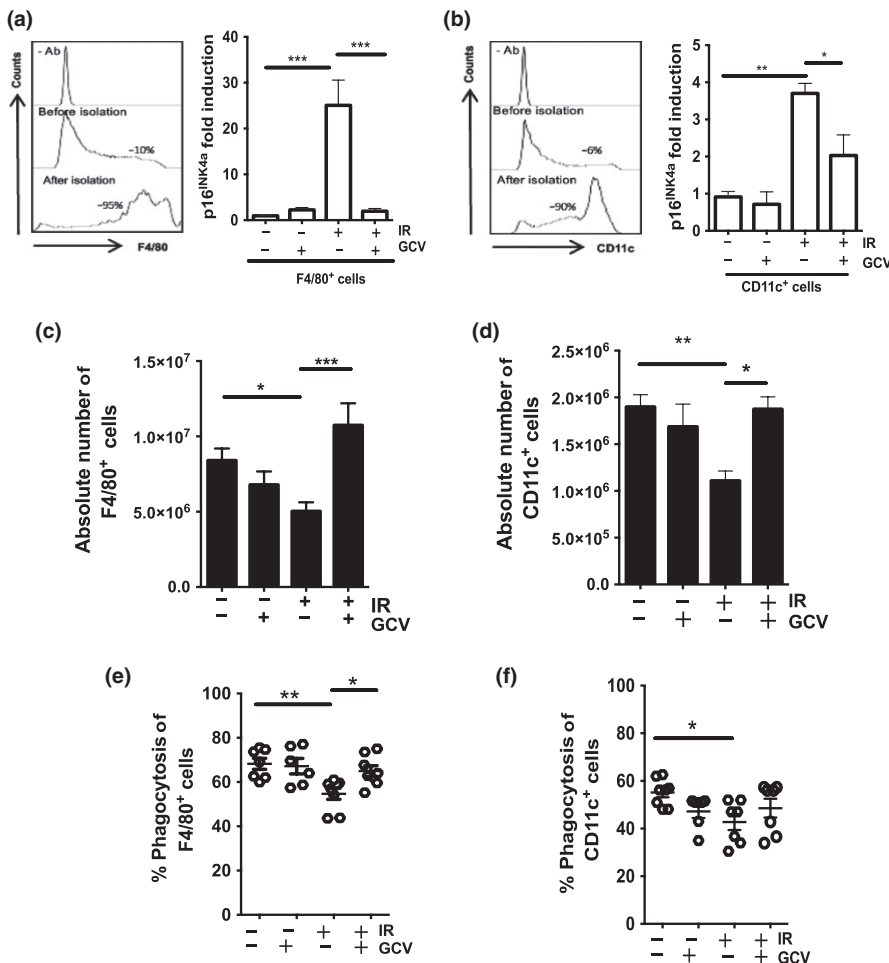 (a)
Counts
- Ab
Before isolation
~10%
After isolation
~95%
F4/80
p16INK4a fold induction
40
30
20
10
0
*** ***
− − + + IR
− + − + GCV
F4/80+ cells
(b)
Counts
- Ab
Before isolation
~6%
After isolation
~90%
CD11c
p16INK4a fold induction
5
4
3
2
1
0
** *
− − + + IR
− + − + GCV
CD11c+ cells
(c)
Absolute number of
F4/80+ cells
1.5×10^7
1.0×10^7
5.0×10^6
0.0
* ***
− − + + IR
− + − + GCV
(d)
Absolute number of
CD11c+ cells
2.5×10^6
2.0×10^6
1.5×10^6
1.0×10^6
5.0×10^5
0.0
** *
− − + + IR
− + − + GCV
(e)
% Phagocytosis of
F4/80+ cells
100
80
60
40
20
0
** *
− − + + IR
− + − + GCV
(f)
% Phagocytosis of
CD11c+ cells
100
80
60
40
20
0
*
− − + + IR
− + − + GCV